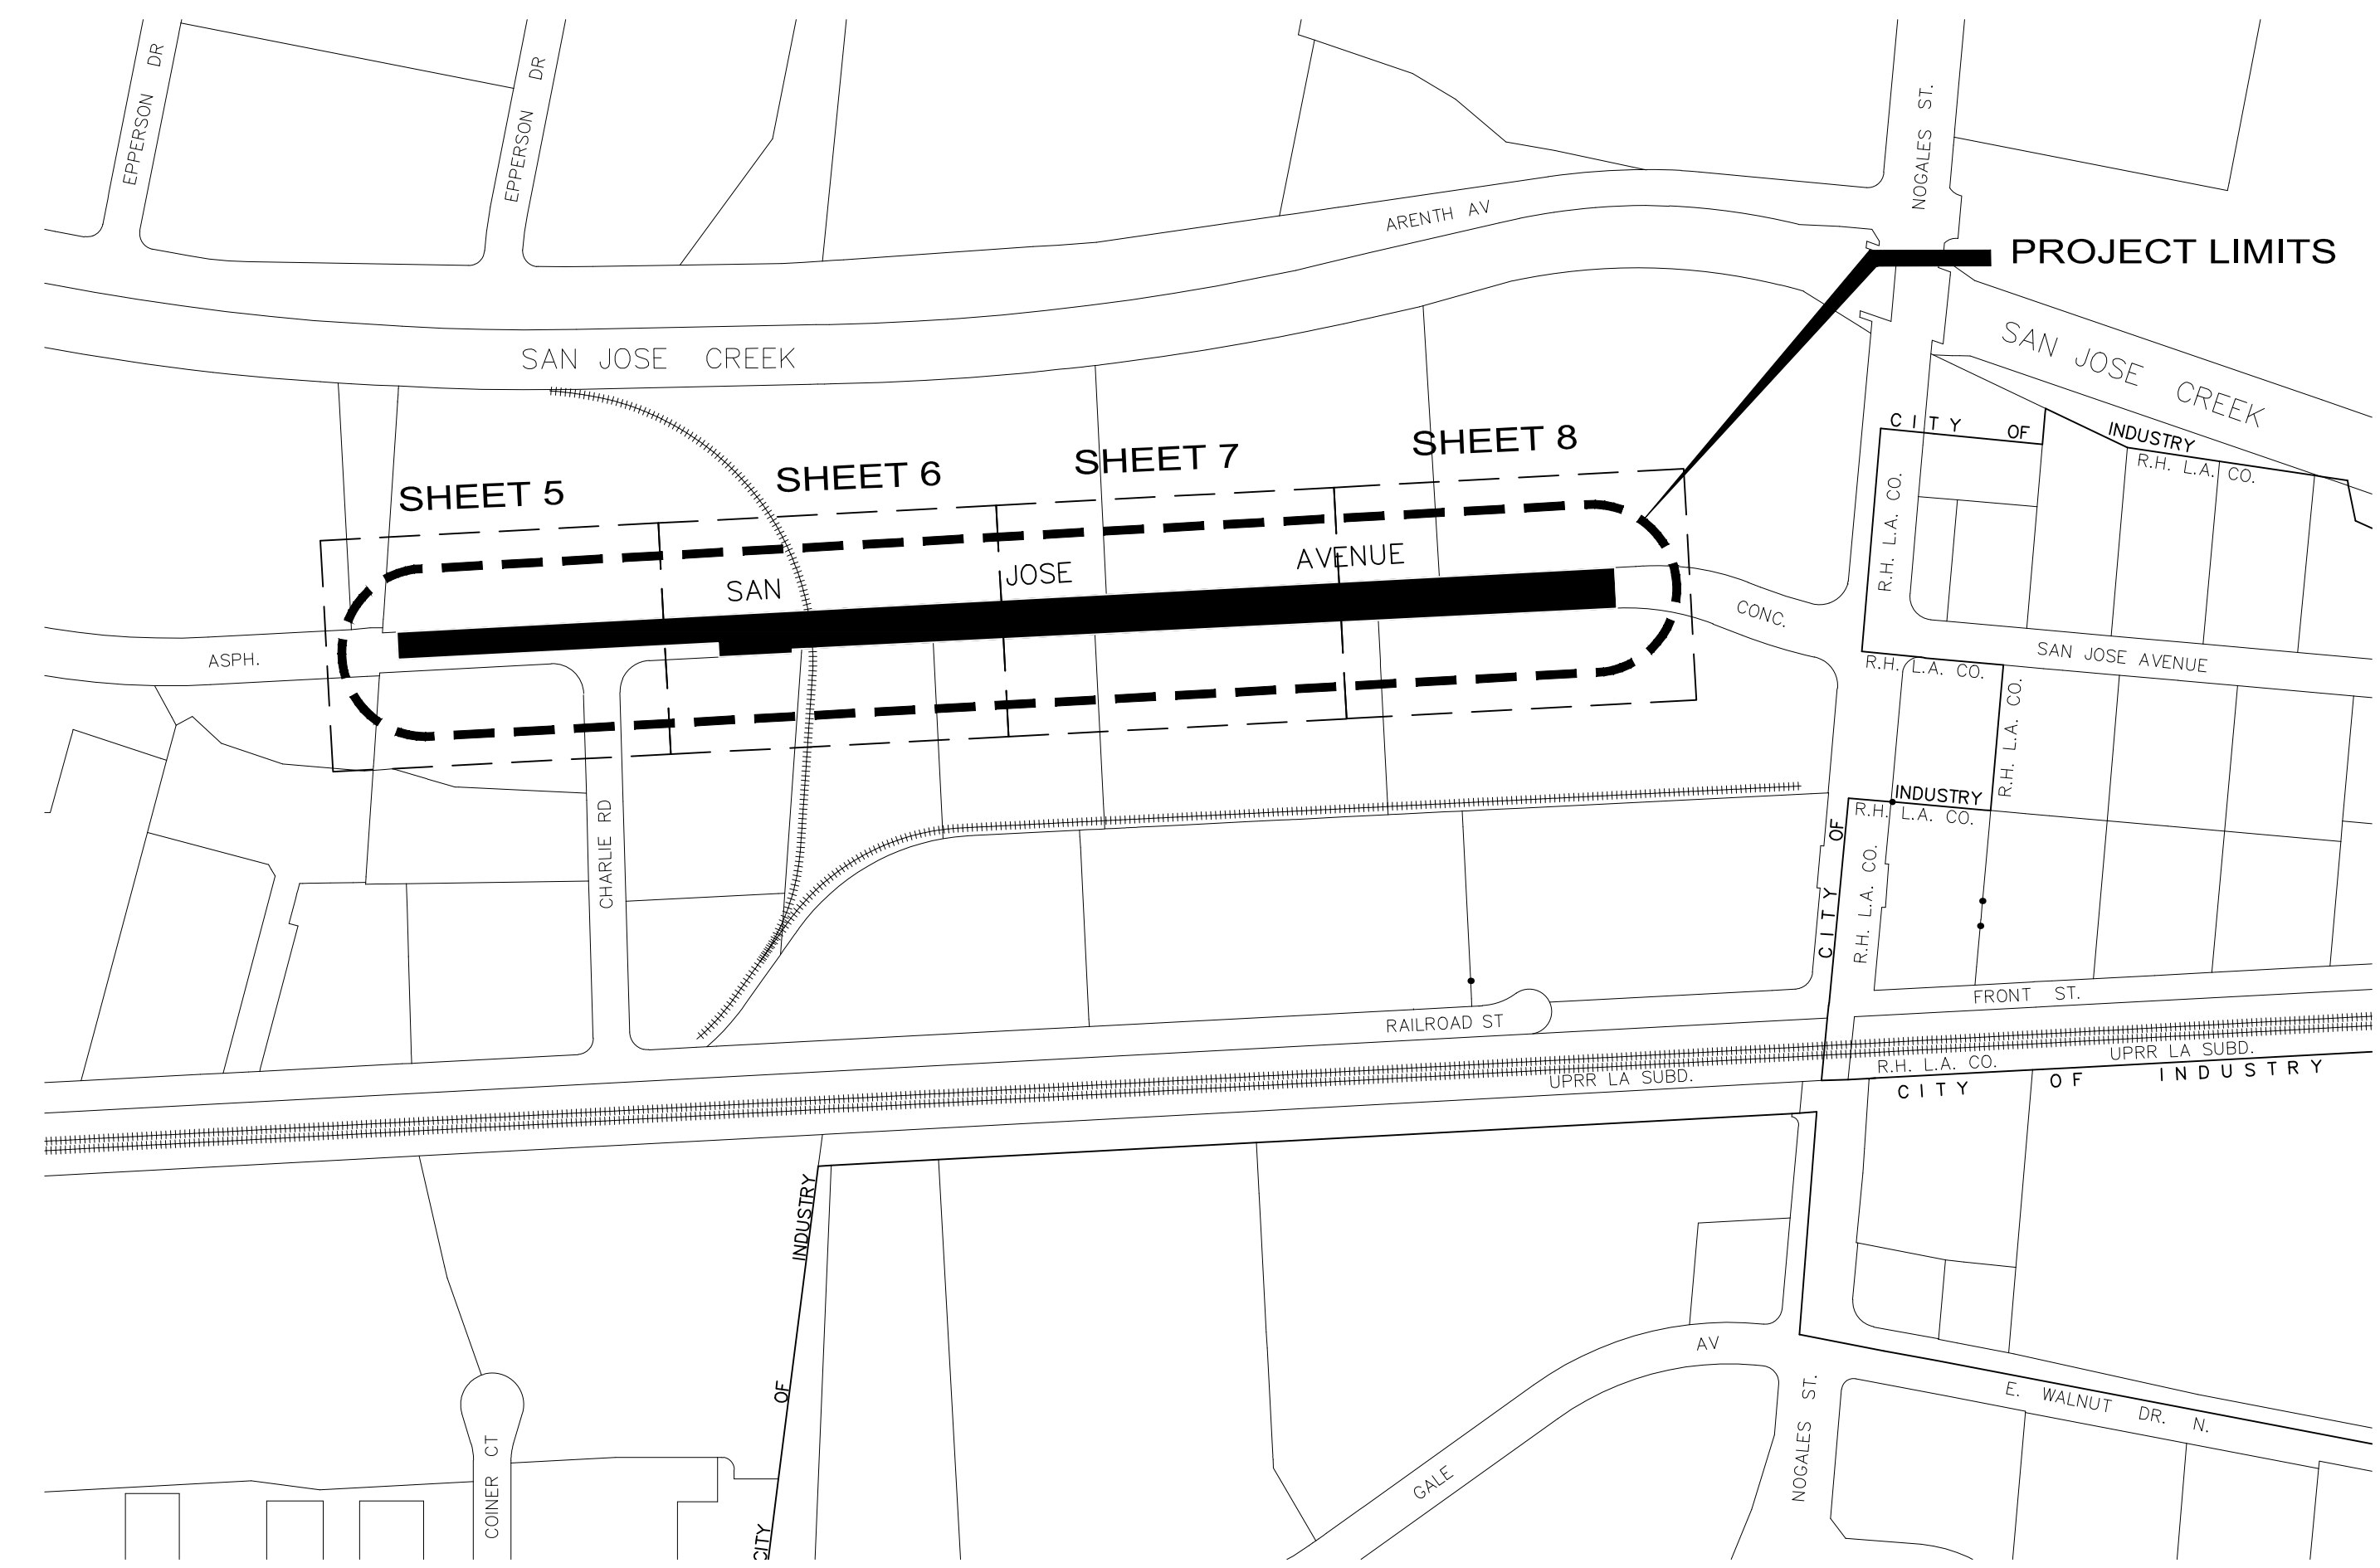 EPPERSON DR
EPPERSON DR
NOGALES ST.
ARENTH AV
PROJECT LIMITS
SAN JOSE CREEK
SAN JOSE CREEK
CITY OF INDUSTRY
R.H. L.A. CO.
R.H. L.A. CO.
SHEET 5
SHEET 6
SHEET 7
SHEET 8
SAN JOSE AVENUE
ASPH.
CONC.
SAN JOSE AVENUE
R.H. L.A. CO.
R.H. L.A. CO.
INDUSTRY
R.H. L.A. CO.
CITY OF
R.H. L.A. CO.
CHARLIE RD
RAILROAD ST
FRONT ST.
UPRR LA SUBD.
UPRR LA SUBD.
R.H. L.A. CO.
CITY OF INDUSTRY
CITY OF INDUSTRY
GALE AV
NOGALES ST.
E. WALNUT DR. N.
COINER CT